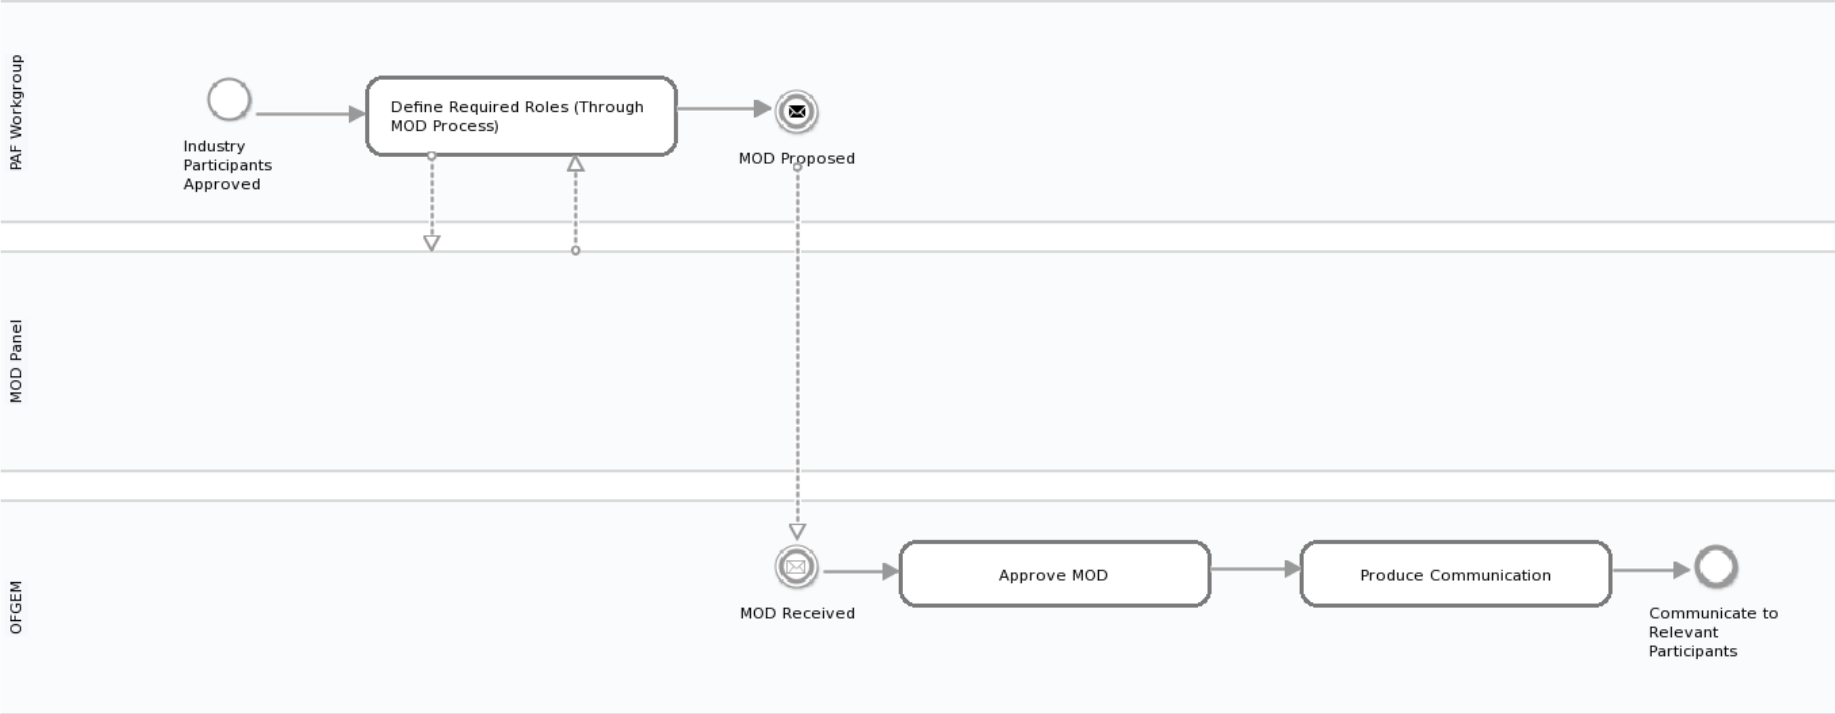 PAF Workgroup
Industry
Participants
Approved
Define Required Roles (Through
MOD Process)
MOD Proposed
MOD Panel
OFGEM
MOD Received
Approve MOD
Produce Communication
Communicate to
Relevant
Participants